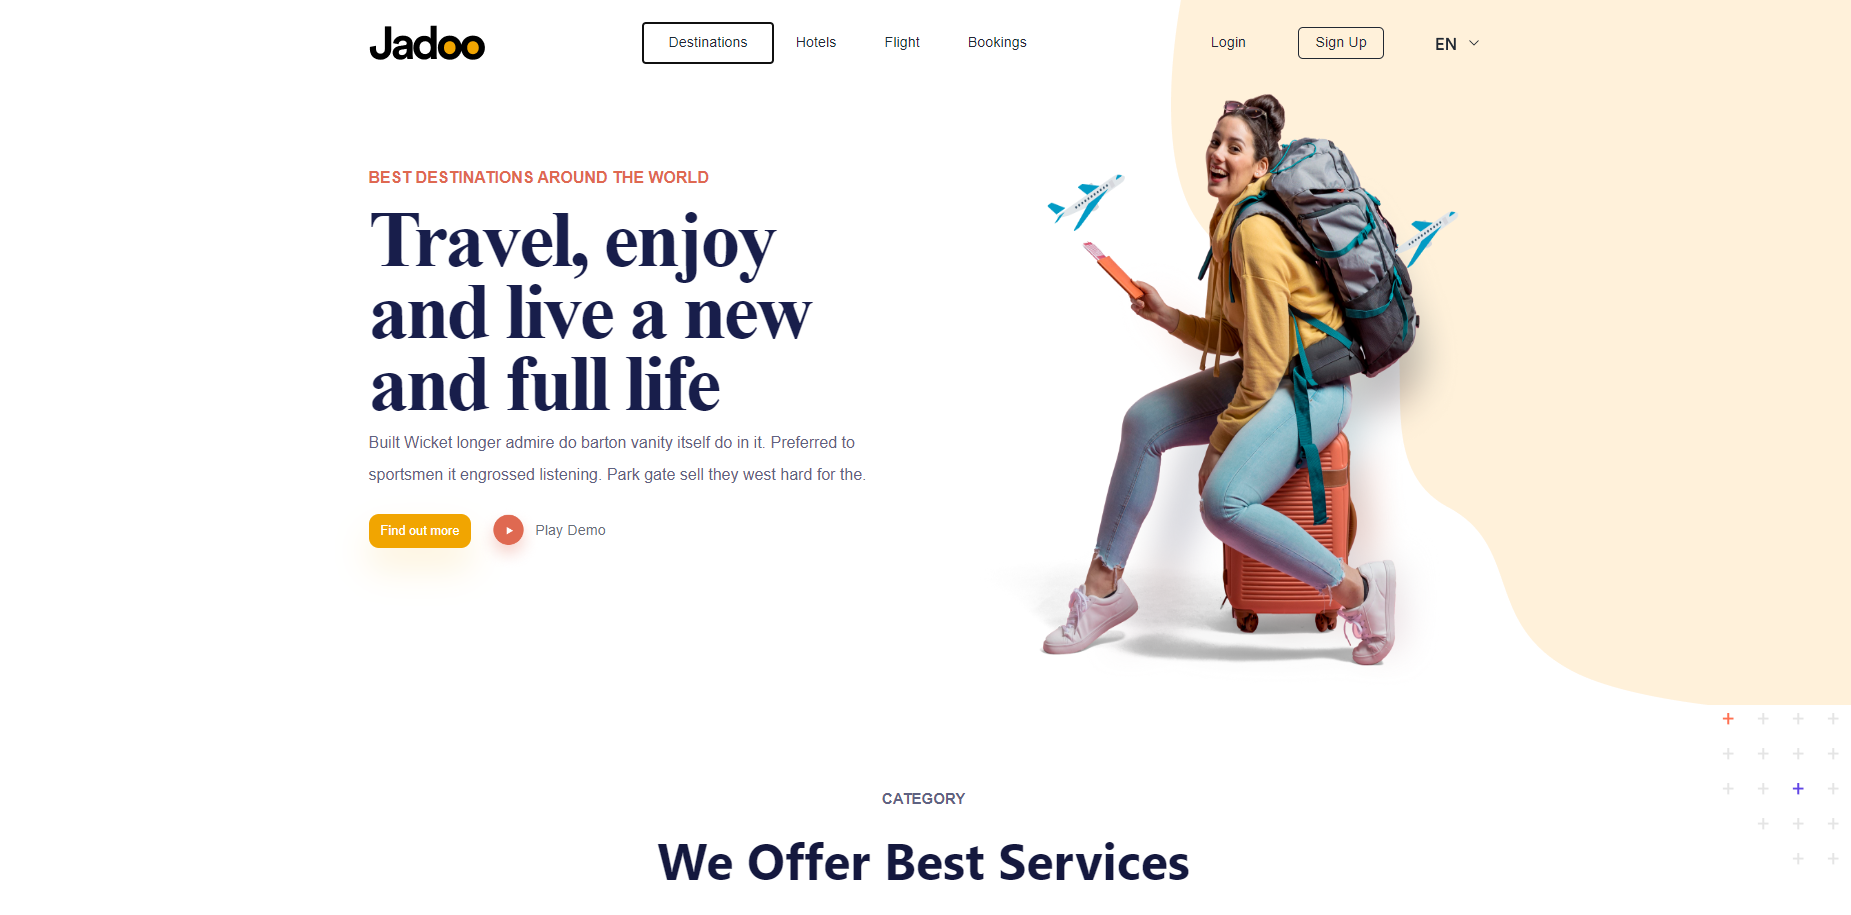 Jadoo
Destinations
Hotels
Flight
Bookings
Login
Sign Up
EN
BEST DESTINATIONS AROUND THE WORLD
Travel, enjoy
and live a new
and full life
Built Wicket longer admire do barton vanity itself do in it. Preferred to
sportsmen it engrossed listening. Park gate sell they west hard for the.
Find out more
Play Demo
CATEGORY
We Offer Best Services